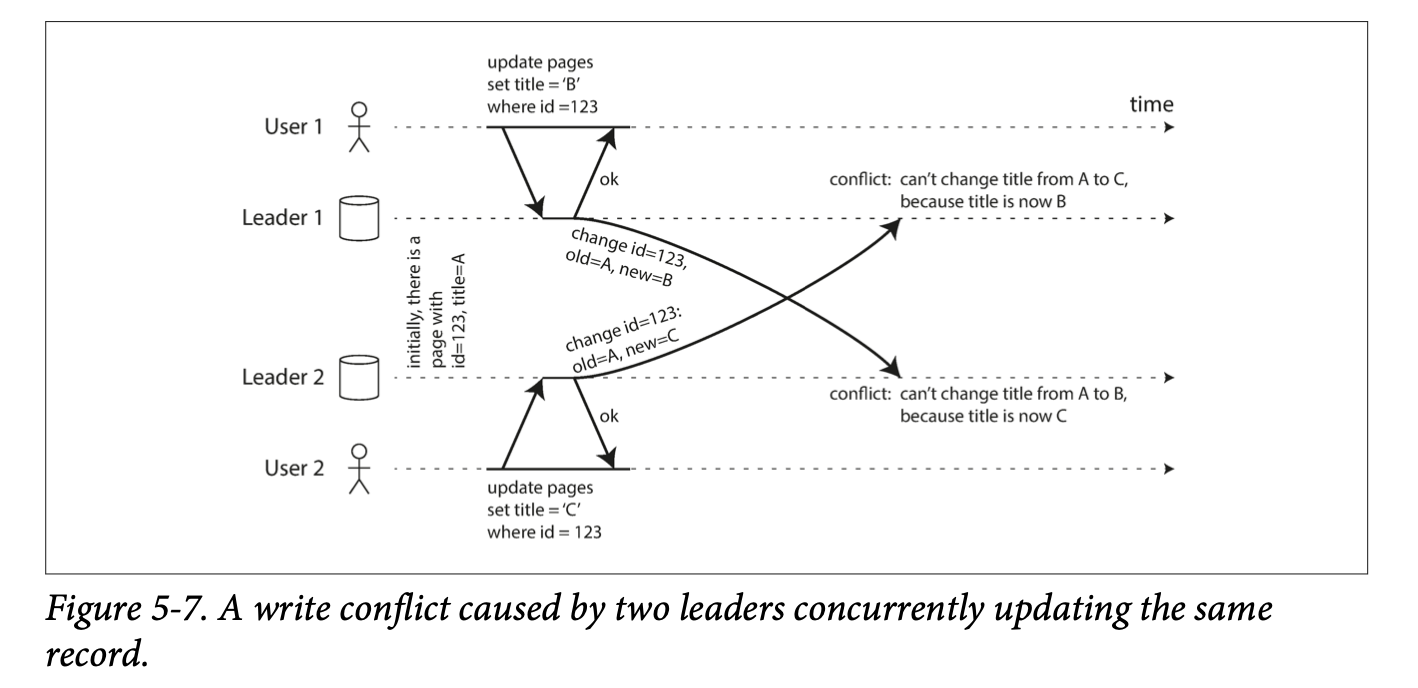 update pages
set title = ‘B’
where id =123
time
User 1
ok
conflict: can’t change title from A to C,
because title is now B
Leader 1
change id=123,
old=A, new=B
initially, there is a
page with
id=123, title=A
change id=123:
old=A, new=C
Leader 2
conflict: can’t change title from A to B,
because title is now C
ok
User 2
update pages
set title = ‘C’
where id = 123
Figure 5-7. A write conflict caused by two leaders concurrently updating the same
record.